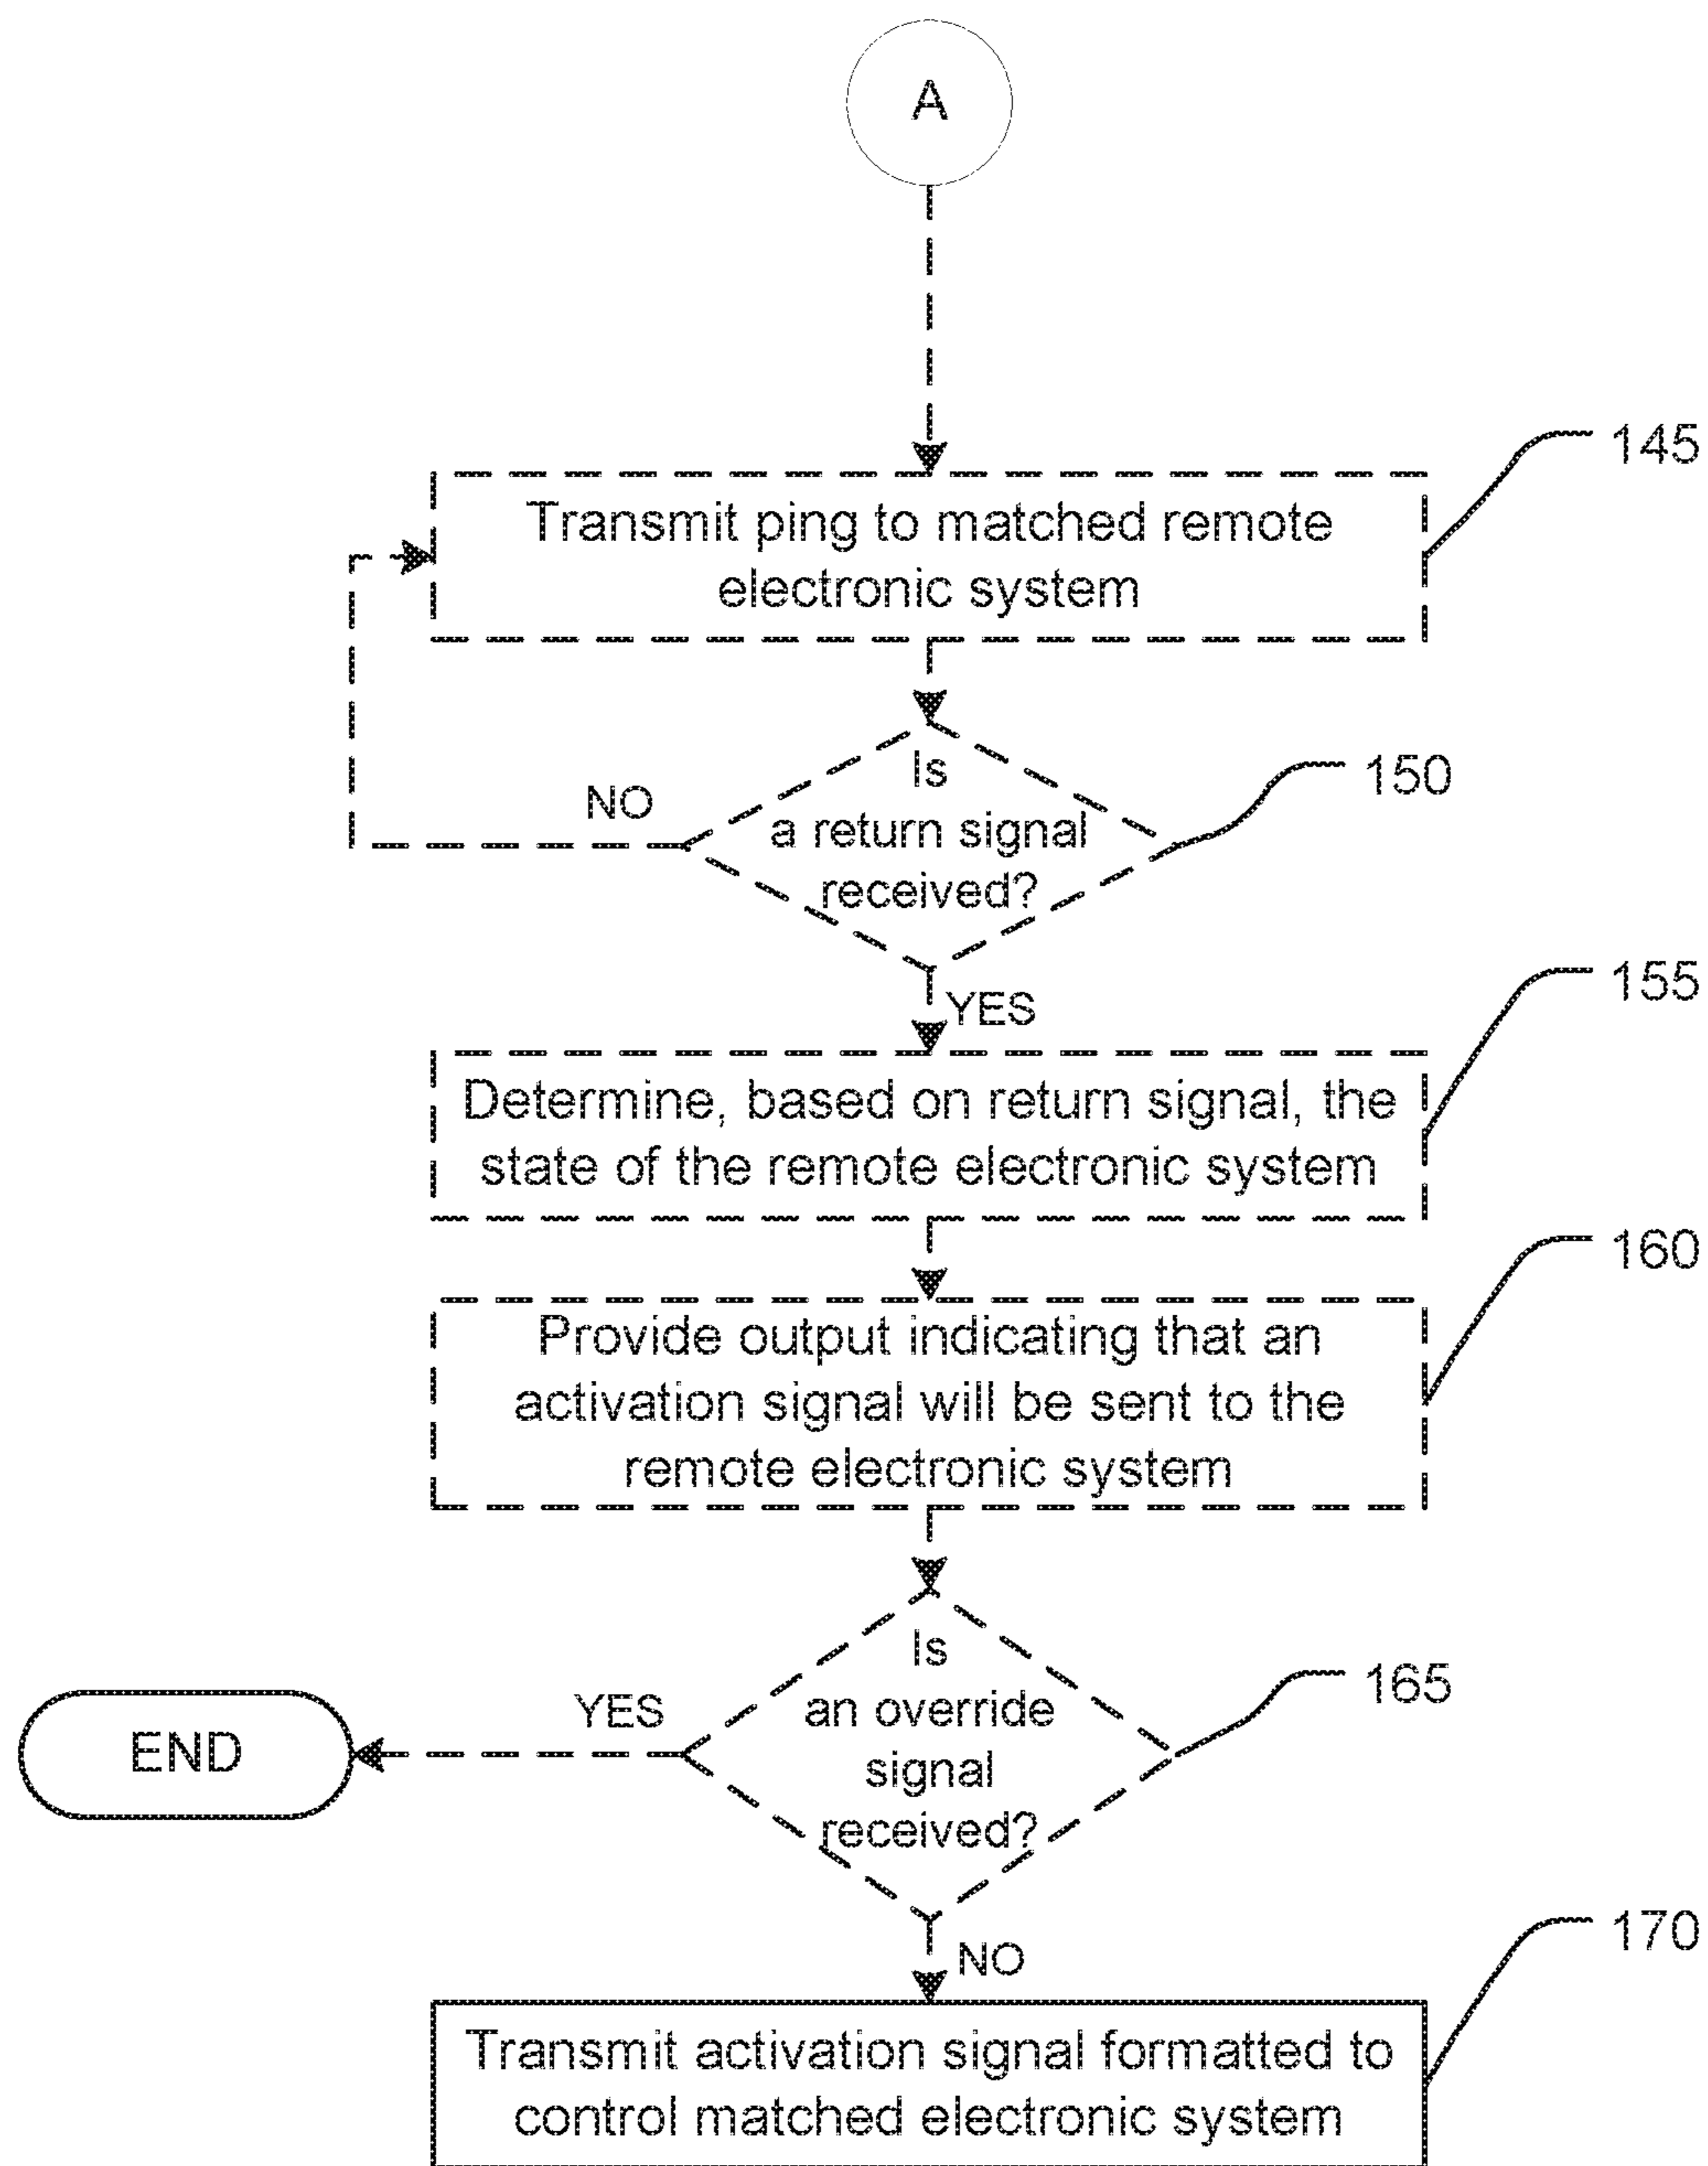 A
145
Transmit ping to matched remote
electronic system
150
NO
Is
a return signal
received?
155
YES
Determine, based on return signal, the
state of the remote electronic system
160
Provide output indicating that an
activation signal will be sent to the
remote electronic system
165
YES
Is
an override
signal
received?
END
170
NO
Transmit activation signal formatted to
control matched electronic system